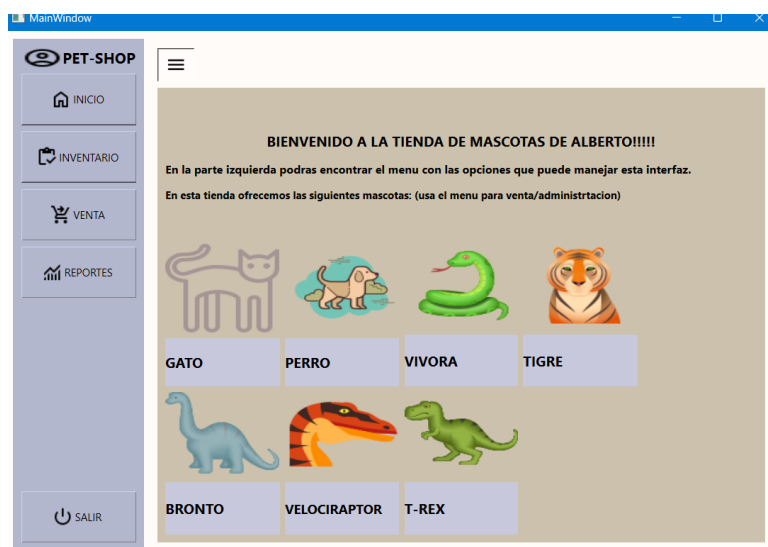 MainWindow
PET-SHOP
INICIO
INVENTARIO
VENTA
REPORTES
SALIR
BIENVENIDO A LA TIENDA DE MASCOTAS DE ALBERTO!!!!!
En la parte izquierda podras encontrar el menu con las opciones que puede manejar esta interfaz.
En esta tienda ofrecemos las siguientes mascotas: (usa el menu para venta/administrtacion)
GATO
PERRO
VIVORA
TIGRE
BRONTO
VELOCIRAPTOR
T-REX